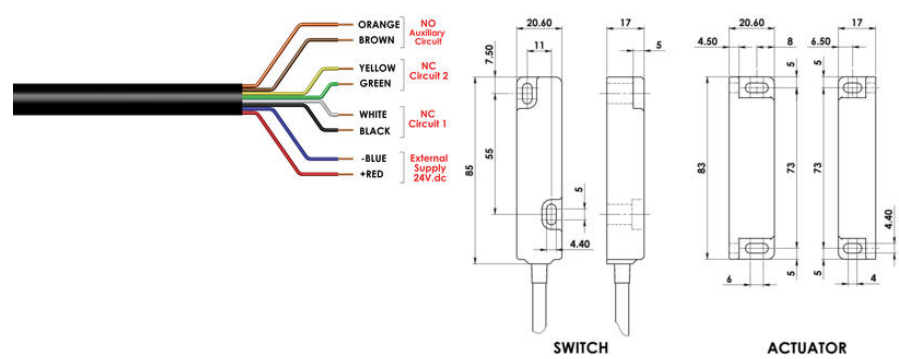 ORANGE
BROWN
NO
Auxiliary
Circuit
YELLOW
GREEN
NC
Circuit 2
WHITE
BLACK
NC
Circuit 1
-BLUE
+RED
External
Supply
24V.dc
20.60
11
7.50
85
55
5
4.40
17
5
SWITCH
20.60
4.50
8
5
83
73
6
5
17
6.50
5
73
4.40
5
4
ACTUATOR